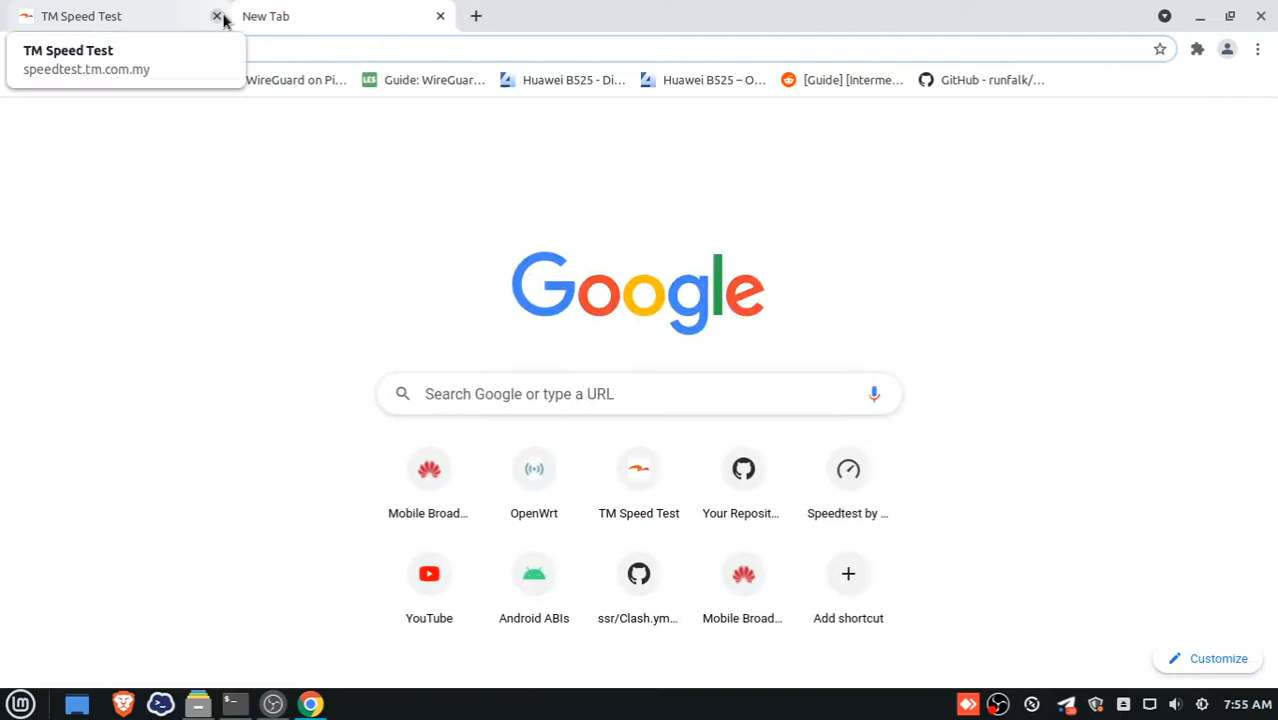 TM Speed Test
New Tab
TM Speed Test
speedtest.tm.com.my
WireGuard on Pi...
Guide: WireGuar...
Huawei B525 - Di...
Huawei B525 – O...
[Guide] [Interme...
GitHub - runfalk/...
Google
Search Google or type a URL
Mobile Broad...
OpenWrt
TM Speed Test
Your Reposit...
Speedtest by ...
YouTube
Android ABIs
ssr/Clash.ym...
Mobile Broad...
Add shortcut
Customize
7:55 AM